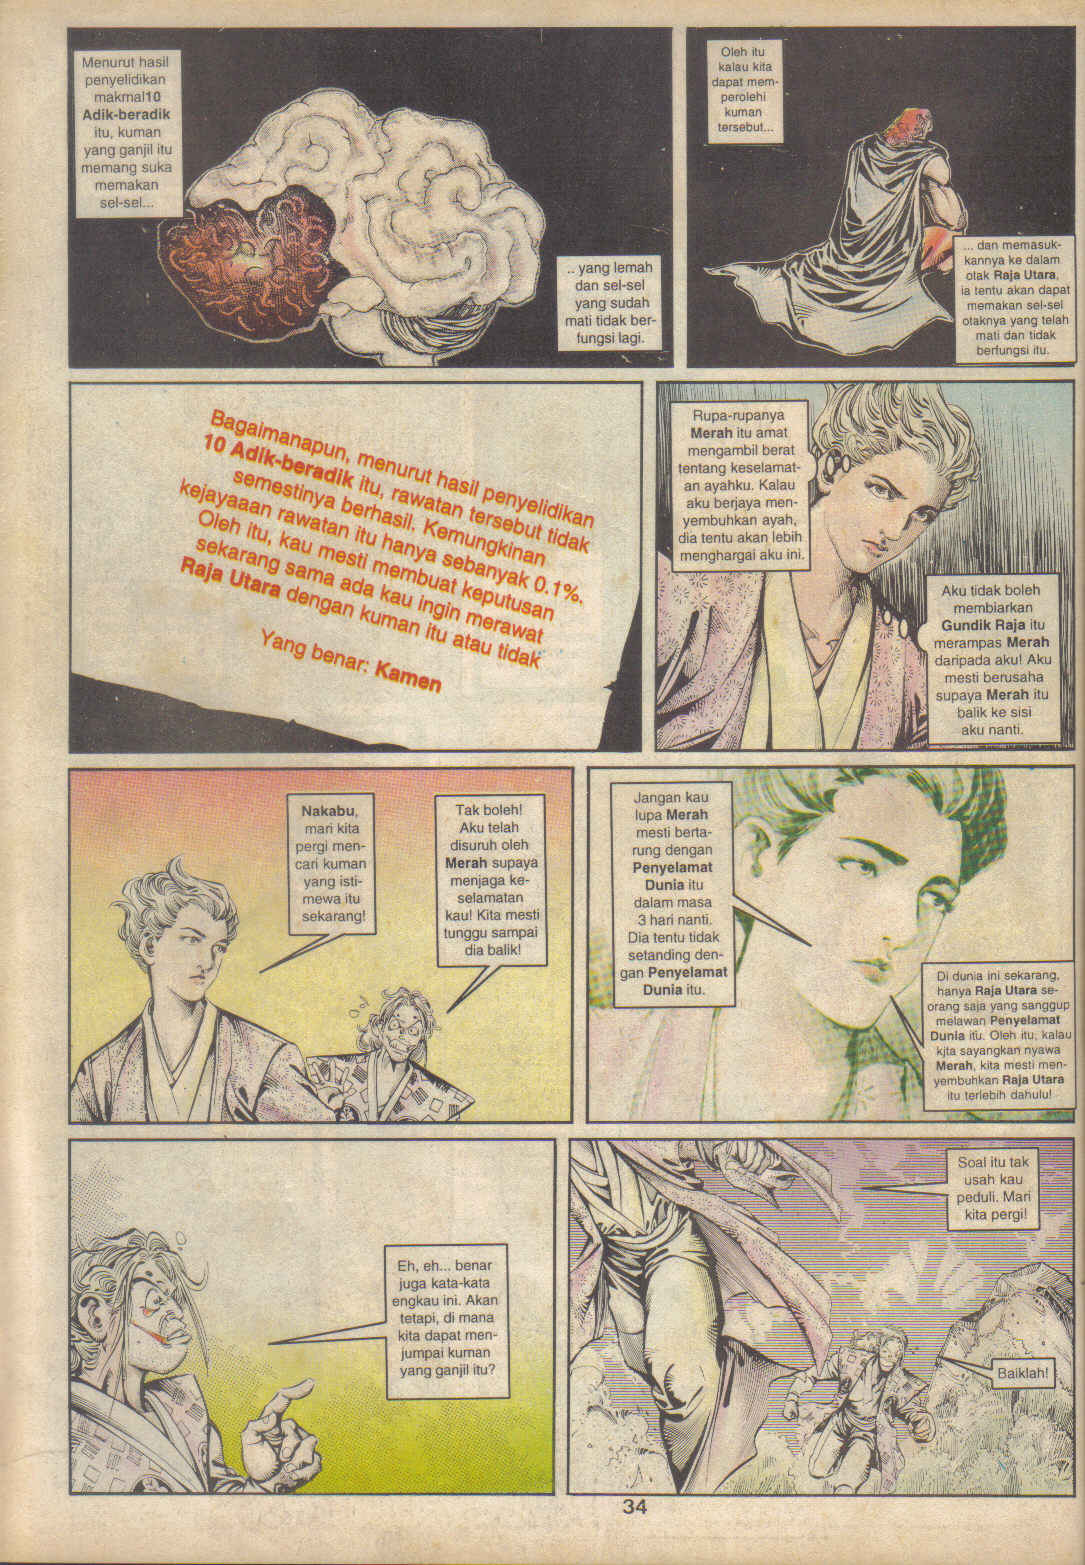 Menurut hasil
penyelidikan
makmal10
Adik-beradik
itu, kuman
yang ganjil itu
memang suka
memakan
sel-sel...
.. yang lemah
dan sel-sel
yang sudah
mati tidak ber-
fungsi lagi.
Oleh itu
kalau kita
dapat mem-
perolehi
kuman
tersebut...
... dan memasuk-
kannya ke dalam
otak Raja Utara,
ia tentu akan dapat
memakan sel-sel
otaknya yang telah
mati dan tidak
berfungsi itu.
Bagaimanapun, menurut hasil penyelidikan
10 Adik-beradik itu, rawatan tersebut tidak
semestinya berhasil. Kemungkinan
kejayaaan rawatan itu hanya sebanyak 0.1%.
Oleh itu, kau mesti membuat keputusan
sekarang sama ada kau ingin merawat
Raja Utara dengan kuman itu atau tidak
Yang benar: Kamen
Rupa-rupanya
Merah itu amat
mengambil berat
tentang keselamat-
an ayahku. Kalau
aku berjaya men-
yembuhkan ayah,
dia tentu akan lebih
menghargai aku ini.
Aku tidak boleh
membiarkan
Gundik Raja itu
merampas Merah
daripada aku! Aku
mesti berusaha
supaya Merah itu
balik ke sisi
aku nanti.
Nakabu,
mari kita
pergi men-
cari kuman
yang isti-
mewa itu
sekarang!
Tak boleh!
Aku telah
disuruh oleh
Merah supaya
menjaga ke-
selamatan
kau! Kita mesti
tunggu sampai
dia balik!
Jangan kau
lupa Merah
mesti berta-
rung dengan
Penyelamat
Dunia itu
dalam masa
3 hari nanti.
Dia tentu tidak
setanding den-
gan Penyelamat
Dunia itu.
Di dunia ini sekarang,
hanya Raja Utara se-
orang saja yang sanggup
melawan Penyelamat
Dunia itu. Oleh itu, kalau
kita sayangkan nyawa
Merah, kita mesti men-
yembuhkan Raja Utara
itu terlebih dahulu!
Eh, eh... benar
juga kata-kata
engkau ini. Akan
tetapi, di mana
kita dapat men-
jumpai kuman
yang ganjil itu?
Soal itu tak
usah kau
peduli. Mari
kita pergi!
Baiklah!
34